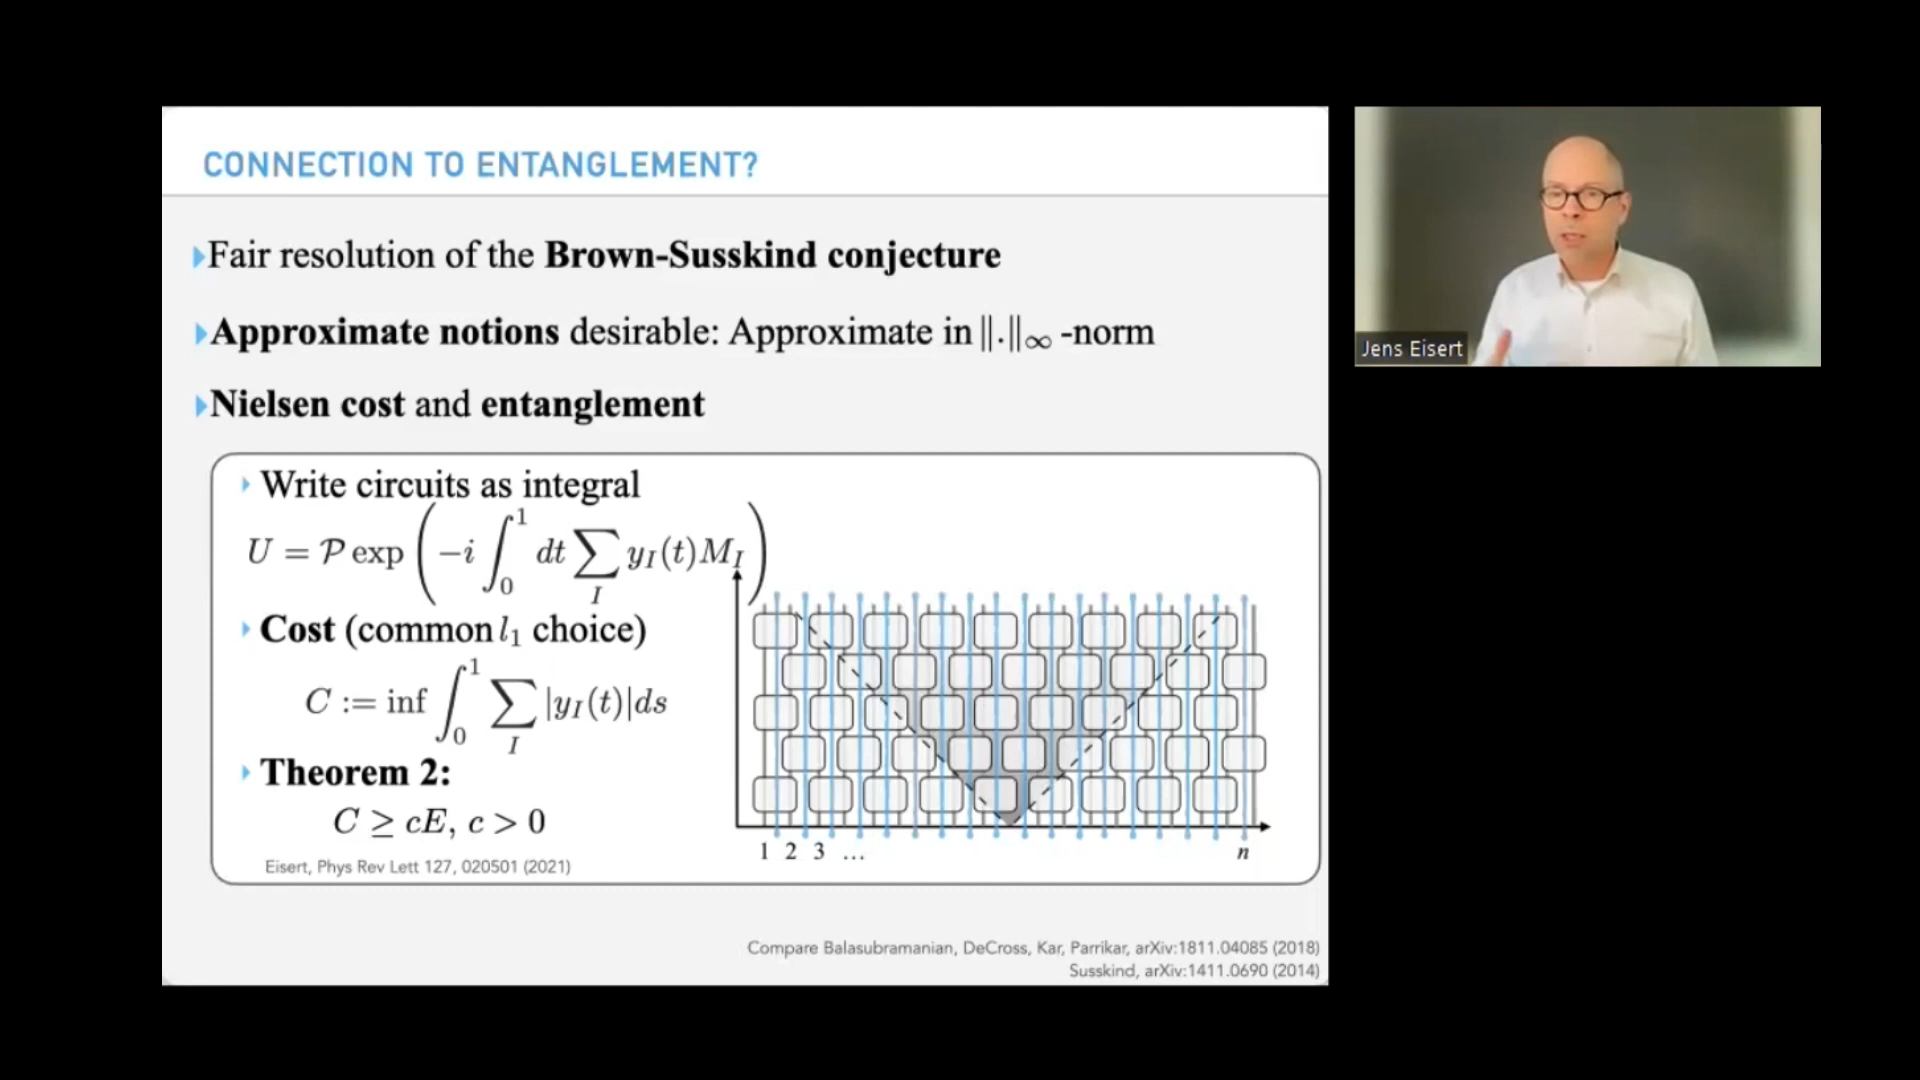 CONNECTION TO ENTANGLEMENT?
Fair resolution of the Brown-Susskind conjecture
Approximate notions desirable: Approximate in ‖.‖∞ -norm
Nielsen cost and entanglement
Write circuits as integral
U = P exp ( −i ∫₀¹ dt ∑_I y_I(t) M_I )
Cost (common l₁ choice)
C := inf ∫₀¹ ∑_I |y_I(t)|ds
Theorem 2:
C ≥ cE, c > 0
Eisert, Phys Rev Lett 127, 020501 (2021)
1 2 3 ... n
Compare Balasubramanian, DeCross, Kar, Parrikar, arXiv:1811.04085 (2018)
Susskind, arXiv:1411.0690 (2014)
Jens Eisert